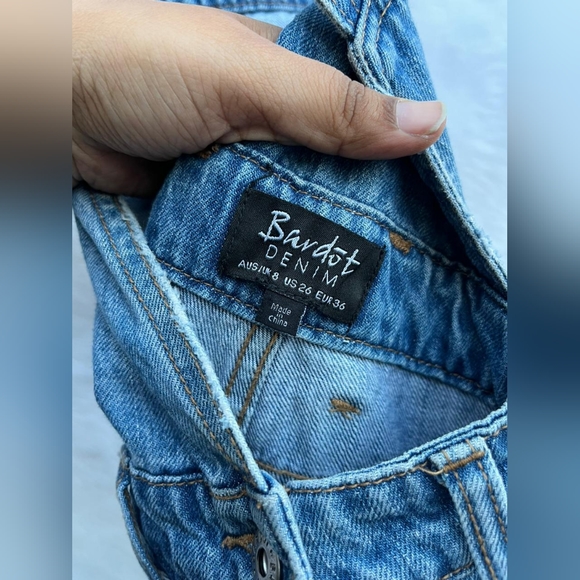 Bardot
DENIM
AUS/UK 8 US 26 EUR 36
Made
in
China